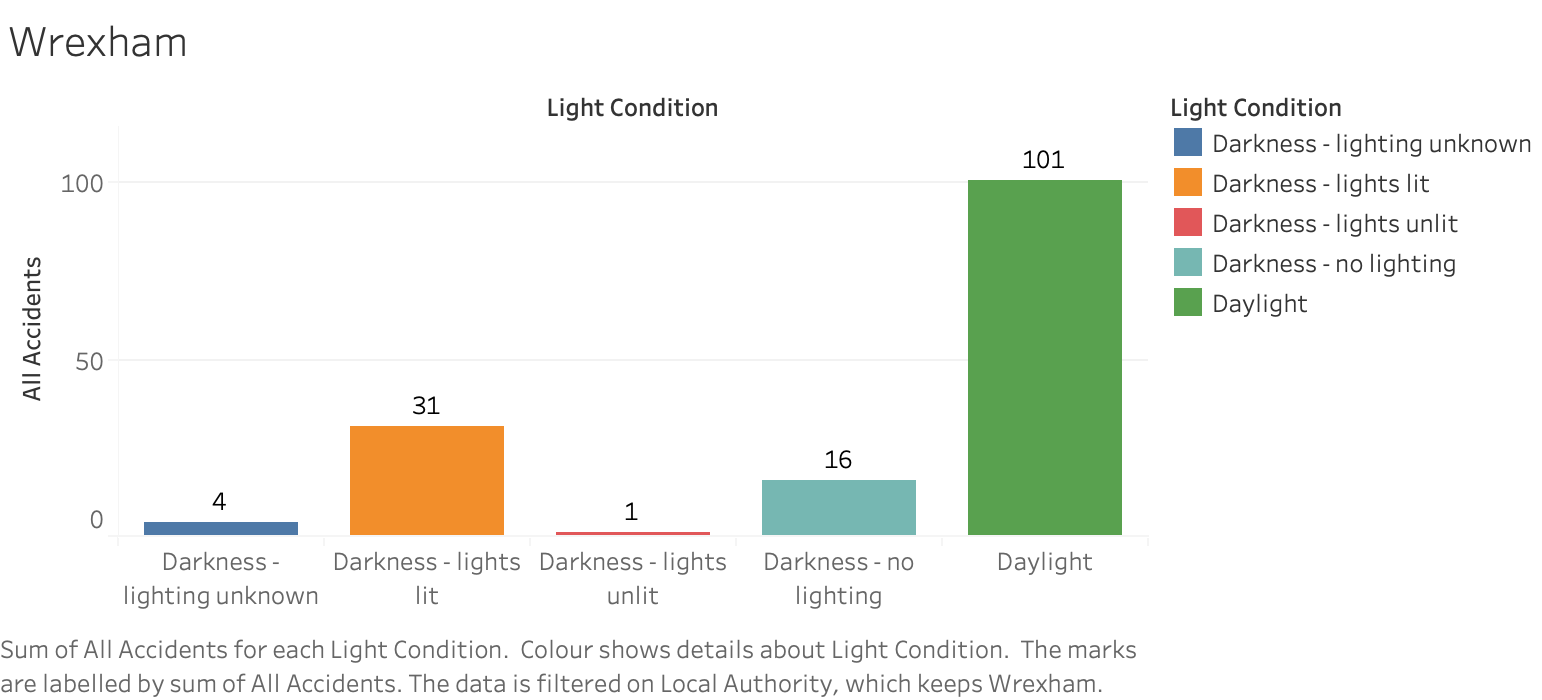 Wrexham
Light Condition
101
100
50
0
All Accidents
4
31
1
16
Darkness -
lighting unknown
Darkness - lights
lit
Darkness - lights
unlit
Darkness - no
lighting
Daylight
Light Condition
Darkness - lighting unknown
Darkness - lights lit
Darkness - lights unlit
Darkness - no lighting
Daylight
Sum of All Accidents for each Light Condition.  Colour shows details about Light Condition.  The marks
are labelled by sum of All Accidents. The data is filtered on Local Authority, which keeps Wrexham.